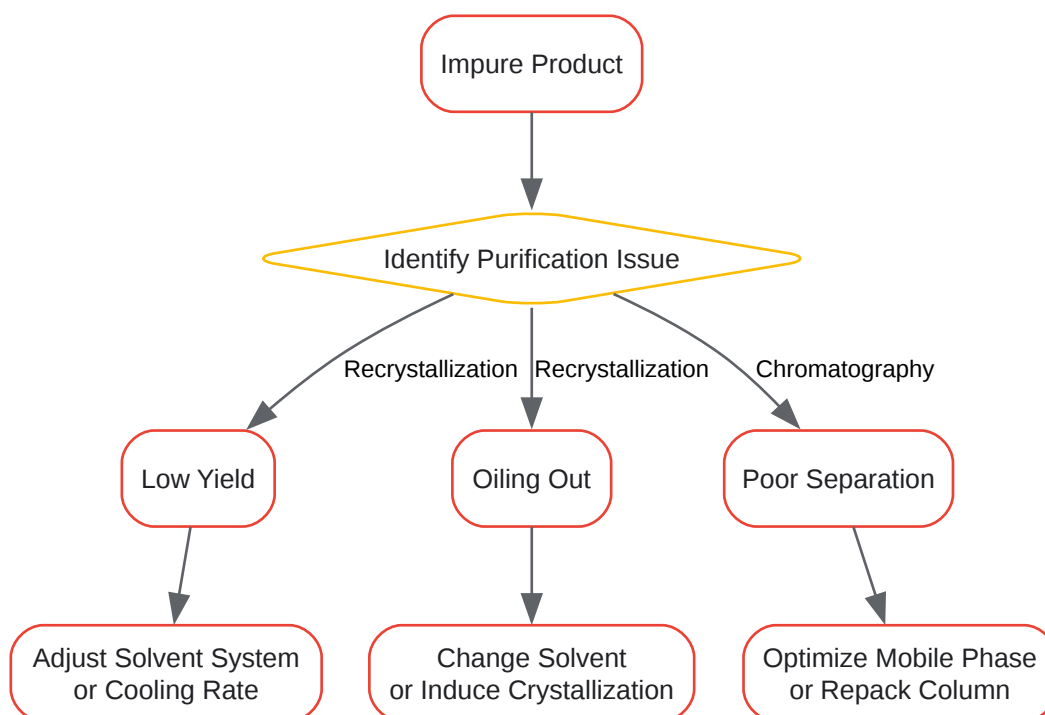 Impure Product
Identify Purification Issue
Recrystallization
Recrystallization
Chromatography
Low Yield
Oiling Out
Poor Separation
Adjust Solvent System
or Cooling Rate
Change Solvent
or Induce Crystallization
Optimize Mobile Phase
or Repack Column